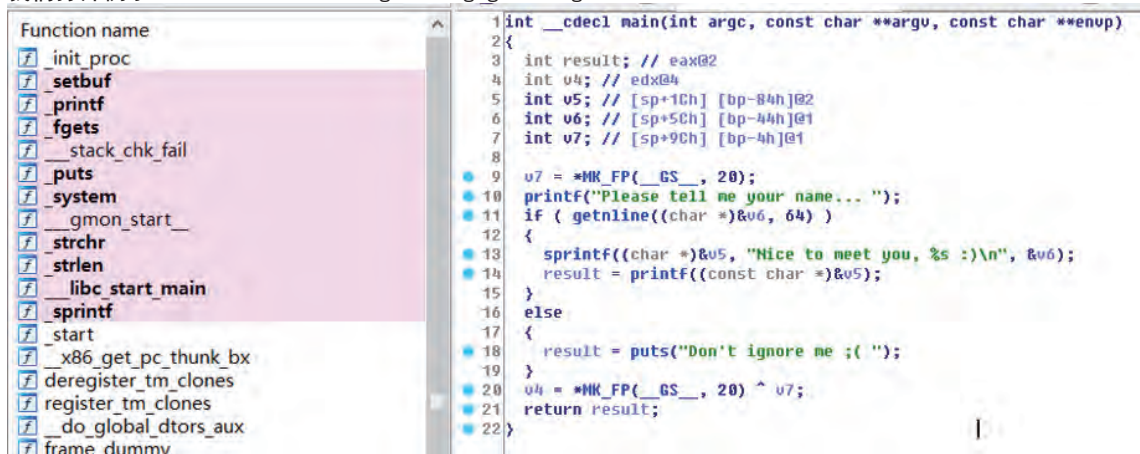 Function name
f _init_proc
f _setbuf
f _printf
f _fgets
f ___stack_chk_fail
f _puts
f _system
f __gmon_start__
f _strchr
f _strlen
f ___libc_start_main
f _sprintf
f _start
f __x86_get_pc_thunk_bx
f deregister_tm_clones
f register_tm_clones
f __do_global_dtors_aux
f frame_dummy
1 int __cdecl main(int argc, const char **argv, const char **envp)
2 {
3 int result; // eax@2
4 int v4; // edx@4
5 int v5; // [sp+1Ch] [bp-84h]@2
6 int v6; // [sp+5Ch] [bp-44h]@1
7 int v7; // [sp+9Ch] [bp-4h]@1
8
9 v7 = *MK_FP(__GS__, 20);
10 printf("Please tell me your name... ");
11 if ( getnline((char *)&v6, 64) )
12 {
13 sprintf((char *)&v5, "Nice to meet you, %s :)\n", &v6);
14 result = printf((const char *)&v5);
15 }
16 else
17 {
18 result = puts("Don't ignore me ;( ");
19 }
20 v4 = *MK_FP(__GS__, 20) ^ v7;
21 return result;
22 }